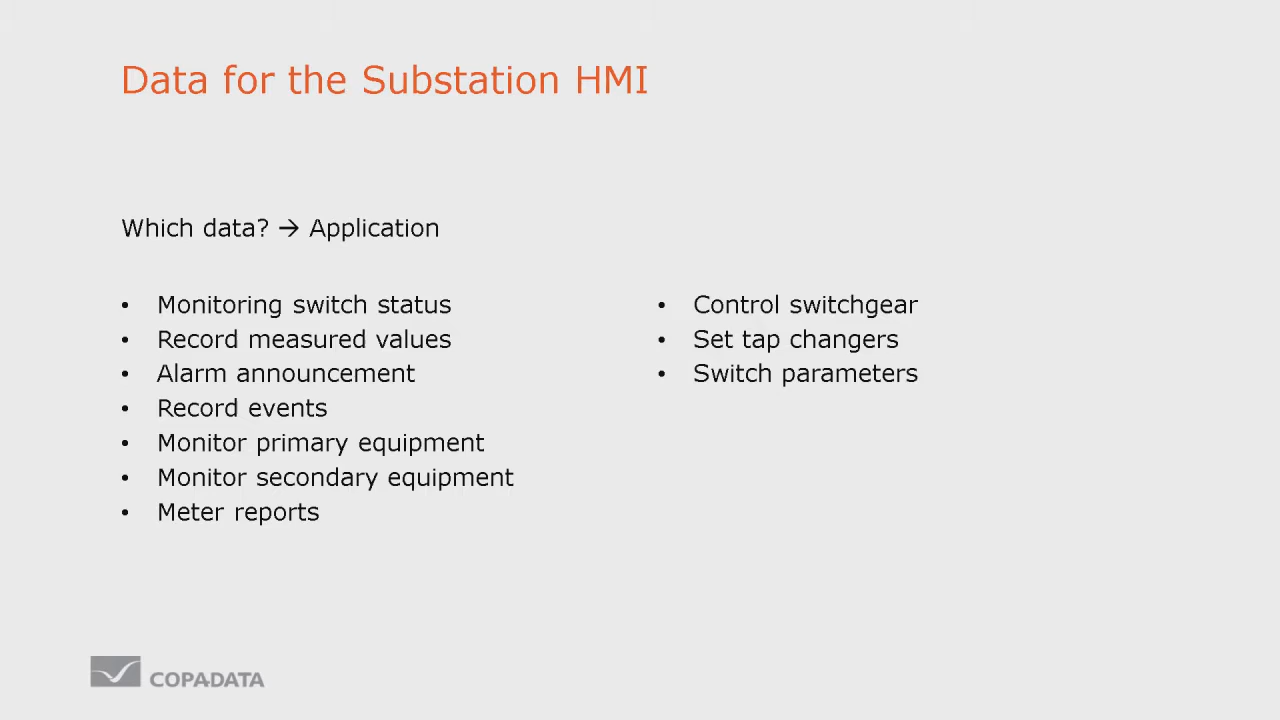 Data for the Substation HMI
Which data? → Application
• Monitoring switch status
• Record measured values
• Alarm announcement
• Record events
• Monitor primary equipment
• Monitor secondary equipment
• Meter reports
• Control switchgear
• Set tap changers
• Switch parameters
COPADATA